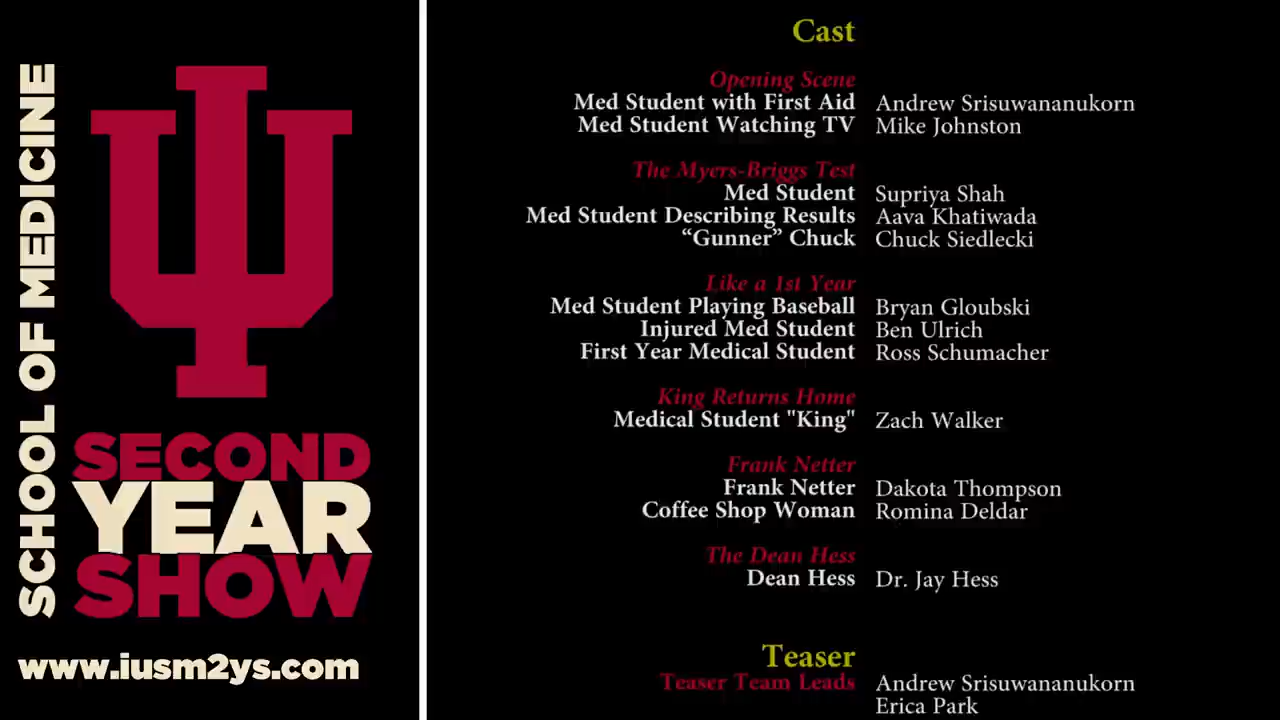 SCHOOL OF MEDICINE
SECOND
YEAR
SHOW
www.iusm2ys.com
Cast
Opening Scene
Med Student with First Aid Andrew Srisuwananukorn
Med Student Watching TV Mike Johnston
The Myers-Briggs Test
Med Student Supriya Shah
Med Student Describing Results Aava Khatiwada
“Gunner” Chuck Chuck Siedlecki
Like a 1st Year
Med Student Playing Baseball Bryan Gloubski
Injured Med Student Ben Ulrich
First Year Medical Student Ross Schumacher
King Returns Home
Medical Student "King" Zach Walker
Frank Netter
Frank Netter Dakota Thompson
Coffee Shop Woman Romina Deldar
The Dean Hess
Dean Hess Dr. Jay Hess
Teaser
Teaser Team Leads Andrew Srisuwananukorn
Erica Park